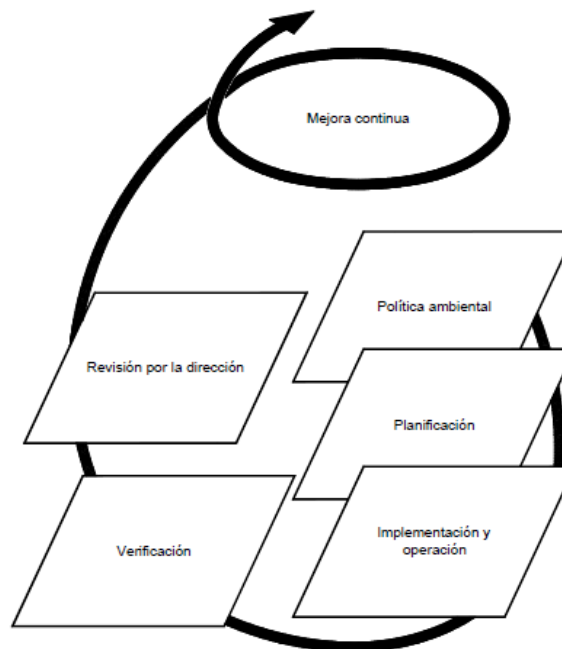 Mejora continua
Política ambiental
Revisión por la dirección
Planificación
Implementación y
operación
Verificación